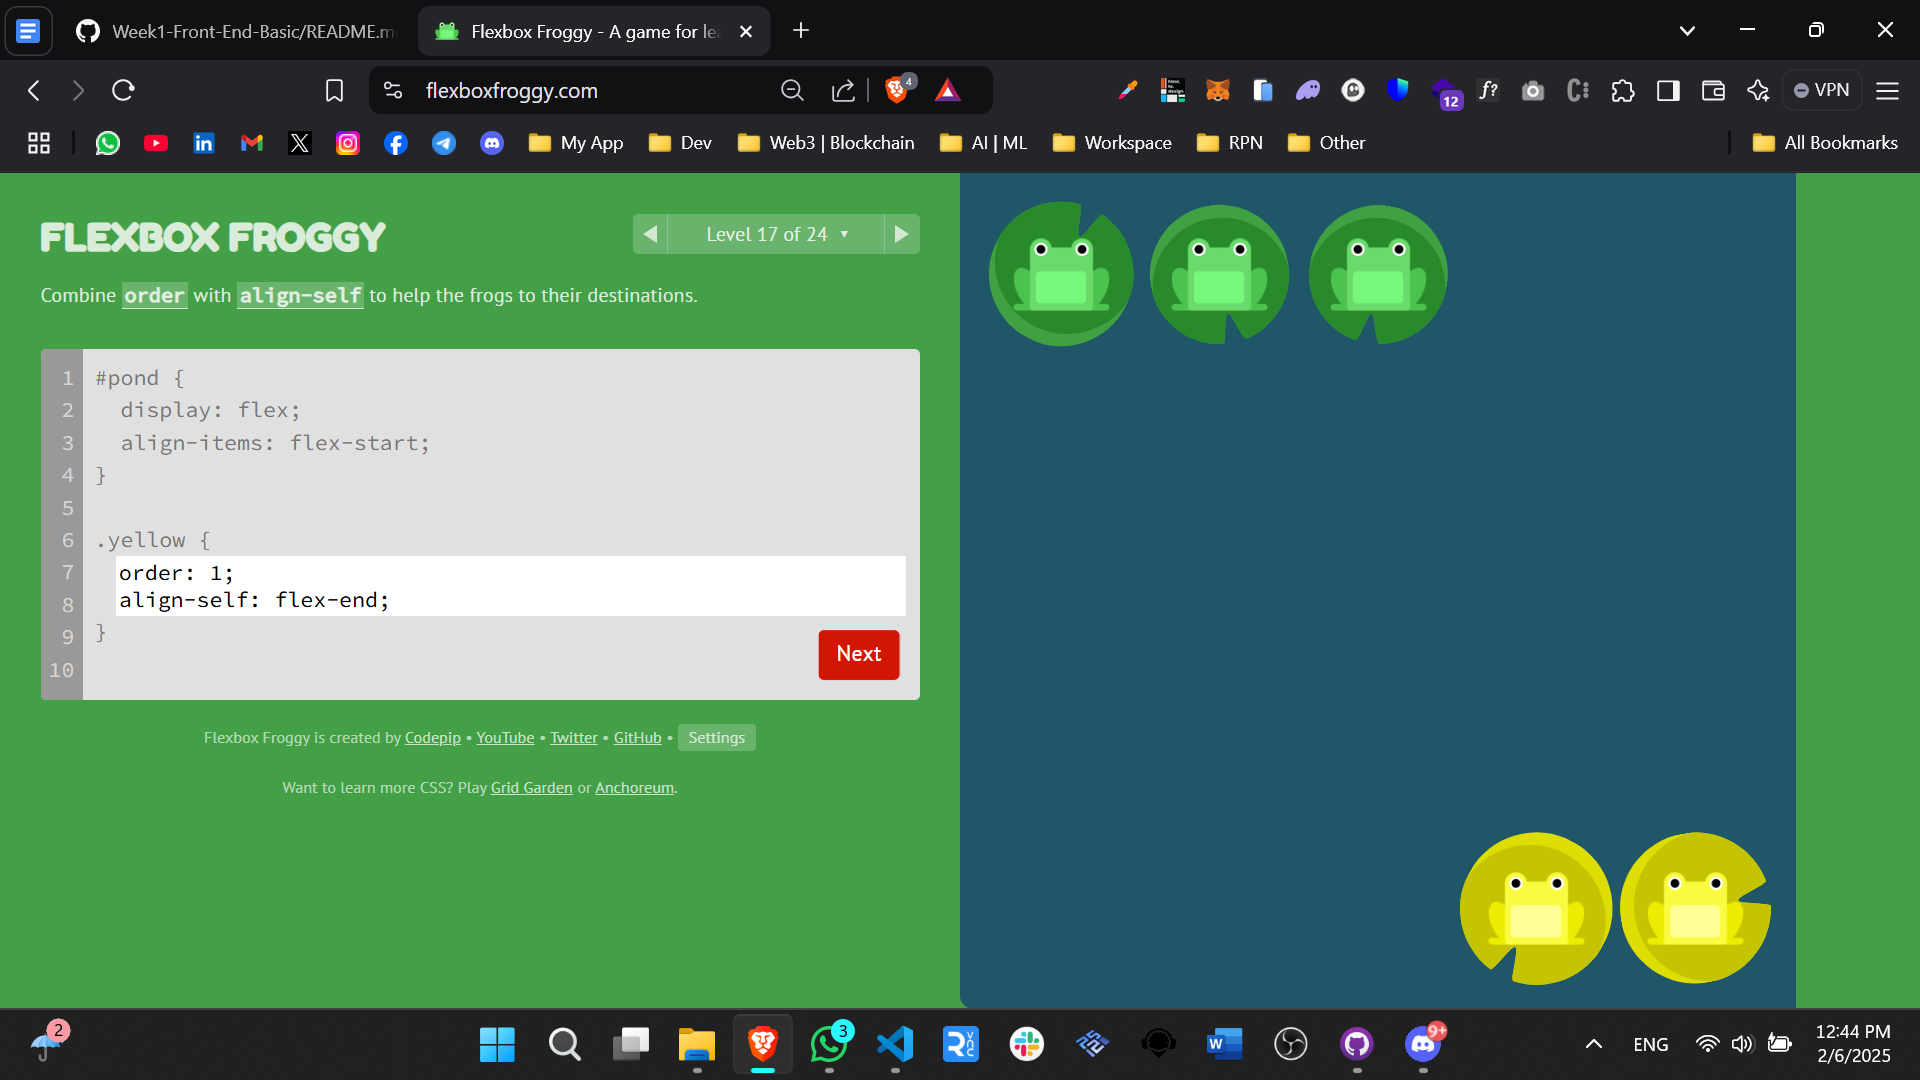 Week1-Front-End-Basic/README.m
Flexbox Froggy - A game for le
flexboxfroggy.com
4
12
f?
VPN
My App
Dev
Web3 | Blockchain
AI | ML
Workspace
RPN
Other
All Bookmarks
FLEXBOX FROGGY
Level 17 of 24
Combine order with align-self to help the frogs to their destinations.
1 #pond {
2 display: flex;
3 align-items: flex-start;
4 }
5
6 .yellow {
7 order: 1;
8 align-self: flex-end;
9 }
10
Next
Flexbox Froggy is created by Codepip • YouTube • Twitter • GitHub • Settings
Want to learn more CSS? Play Grid Garden or Anchoreum.
2
3
9+
ENG
12:44 PM
2/6/2025